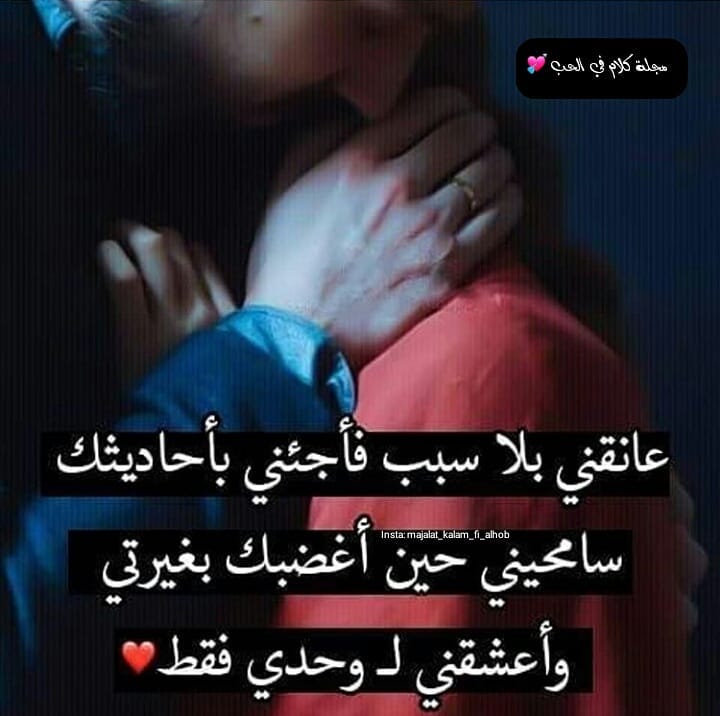 مجلة كلام في الحب 💘
عانقني بلا سبب فأجئني بأحاديثك
Insta: majalat_kalam_fi_alhob
سامحيني حين أغضبك بغيرتي
وأعشقني لـ وحدي فقط❤️